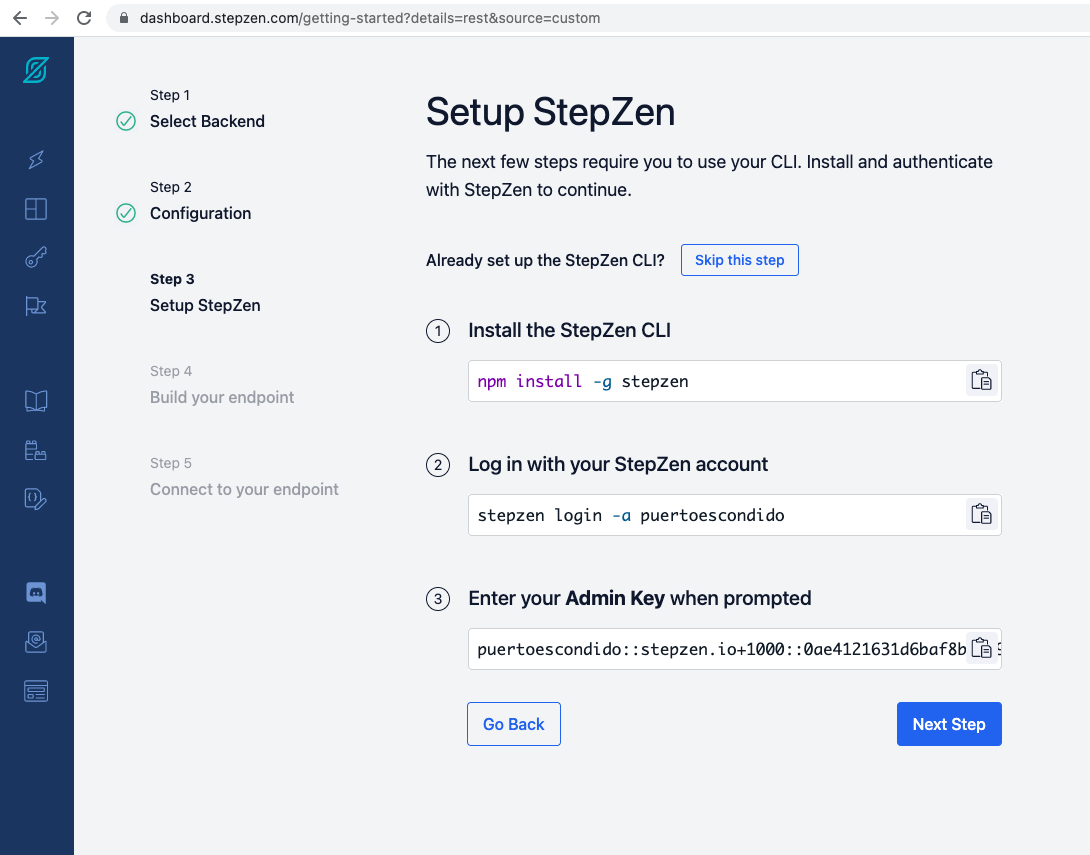 dashboard.stepzen.com/getting-started?details=rest&source=custom
Step 1
Select Backend
Step 2
Configuration
Step 3
Setup StepZen
Step 4
Build your endpoint
Step 5
Connect to your endpoint
Setup StepZen
The next few steps require you to use your CLI. Install and authenticate
with StepZen to continue.
Already set up the StepZen CLI? Skip this step
1 Install the StepZen CLI
npm install -g stepzen
2 Log in with your StepZen account
stepzen login -a puertoescondido
3 Enter your Admin Key when prompted
puertoescondido::stepzen.io+1000::0ae4121631d6baf8b
Go Back Next Step